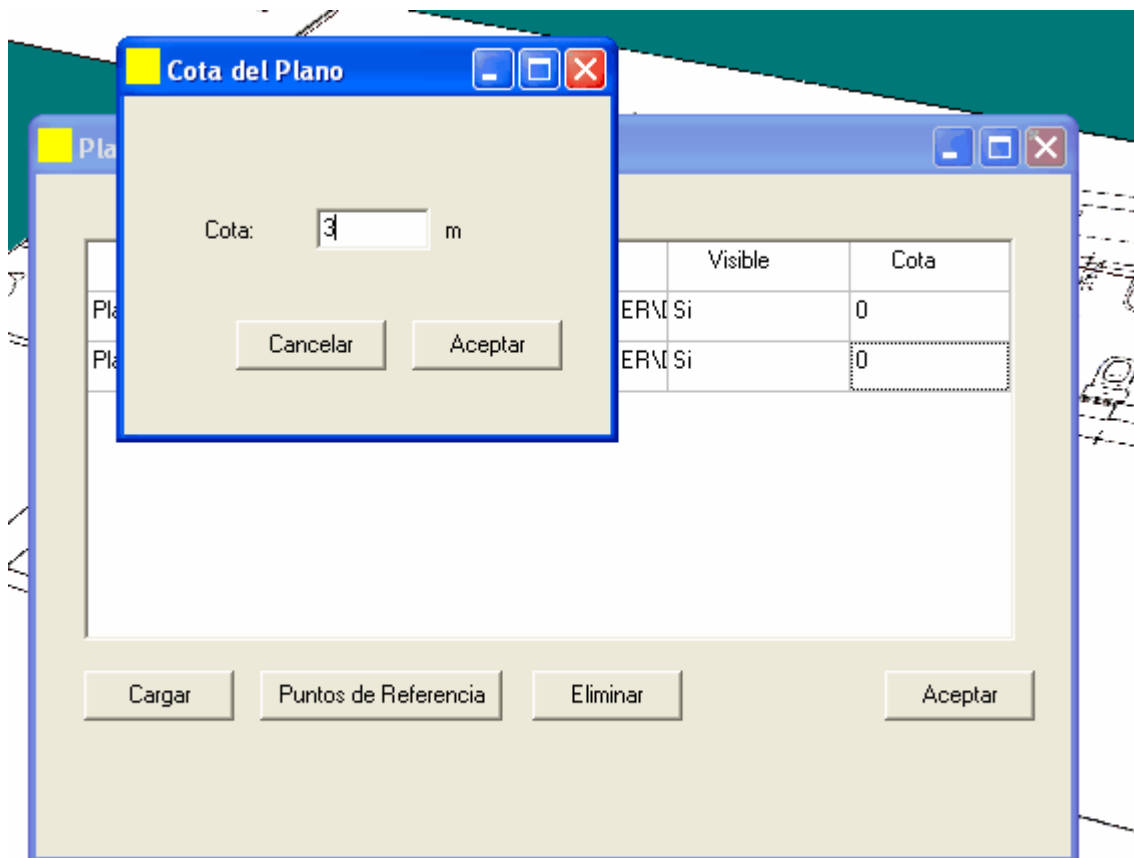 Cota del Plano
Pla
Cota: 3 m
Visible Cota
Cancelar Aceptar
Pla ER\D Si 0
Pla ER\D Si 0
Cargar Puntos de Referencia Eliminar Aceptar